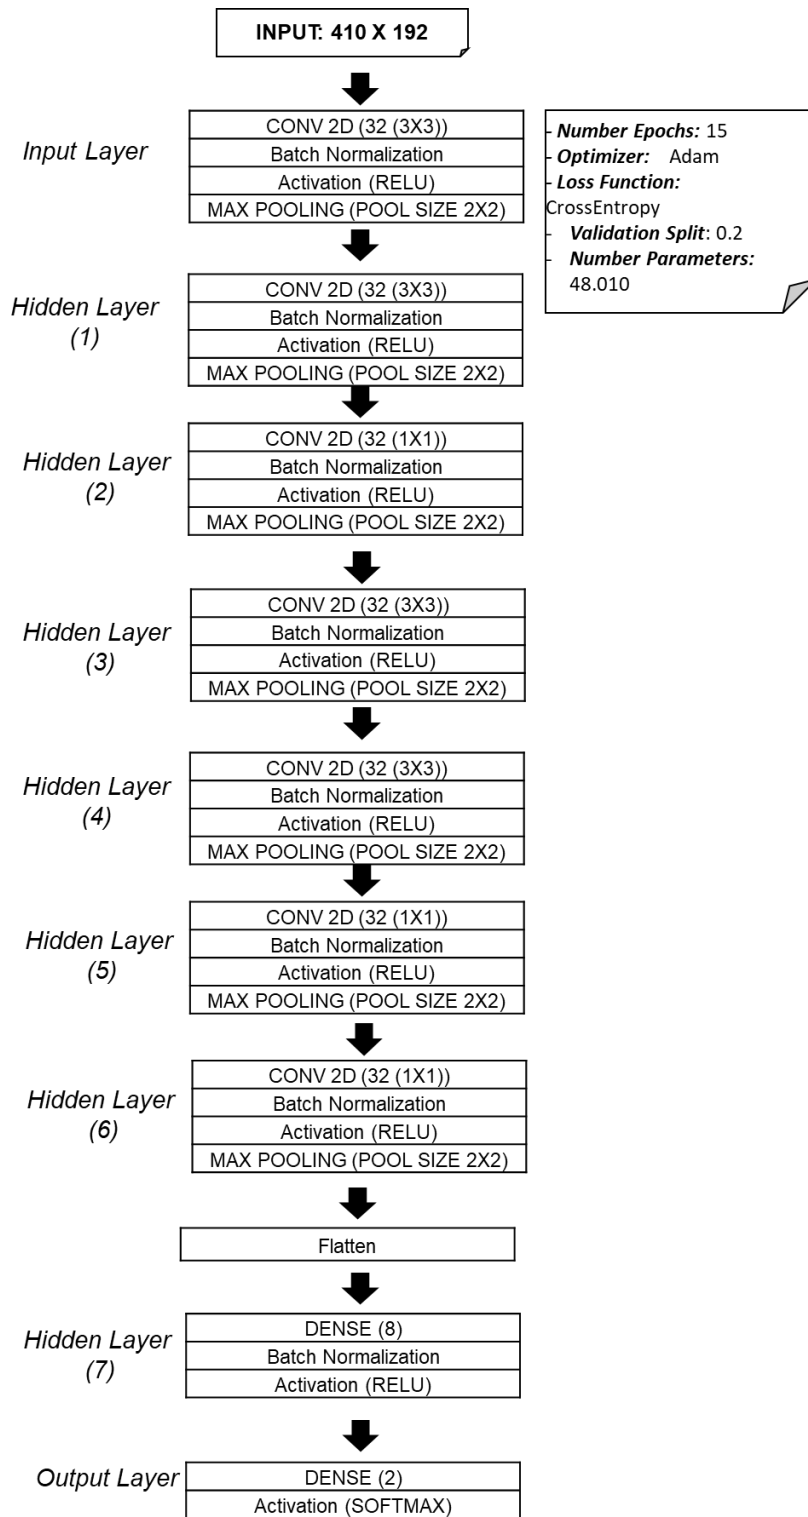 INPUT: 410 X 192
Input Layer
CONV 2D (32 (3X3))
Batch Normalization
Activation (RELU)
MAX POOLING (POOL SIZE 2X2)
- Number Epochs: 15
- Optimizer: Adam
- Loss Function:
CrossEntropy
- Validation Split: 0.2
- Number Parameters:
48.010
Hidden Layer
(1)
CONV 2D (32 (3X3))
Batch Normalization
Activation (RELU)
MAX POOLING (POOL SIZE 2X2)
Hidden Layer
(2)
CONV 2D (32 (1X1))
Batch Normalization
Activation (RELU)
MAX POOLING (POOL SIZE 2X2)
Hidden Layer
(3)
CONV 2D (32 (3X3))
Batch Normalization
Activation (RELU)
MAX POOLING (POOL SIZE 2X2)
Hidden Layer
(4)
CONV 2D (32 (3X3))
Batch Normalization
Activation (RELU)
MAX POOLING (POOL SIZE 2X2)
Hidden Layer
(5)
CONV 2D (32 (1X1))
Batch Normalization
Activation (RELU)
MAX POOLING (POOL SIZE 2X2)
Hidden Layer
(6)
CONV 2D (32 (1X1))
Batch Normalization
Activation (RELU)
MAX POOLING (POOL SIZE 2X2)
Flatten
Hidden Layer
(7)
DENSE (8)
Batch Normalization
Activation (RELU)
Output Layer
DENSE (2)
Activation (SOFTMAX)